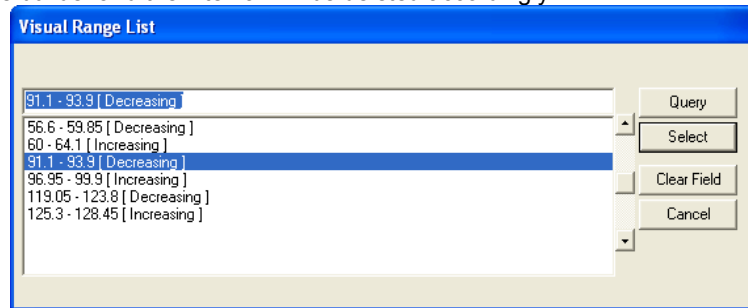 Visual Range List
91.1 - 93.9 [ Decreasing ]
Query
56.6 - 59.85 [ Decreasing ]
Select
60 - 64.1 [ Increasing ]
91.1 - 93.9 [ Decreasing ]
96.95 - 99.9 [ Increasing ]
Clear Field
119.05 - 123.8 [ Decreasing ]
125.3 - 128.45 [ Increasing ]
Cancel